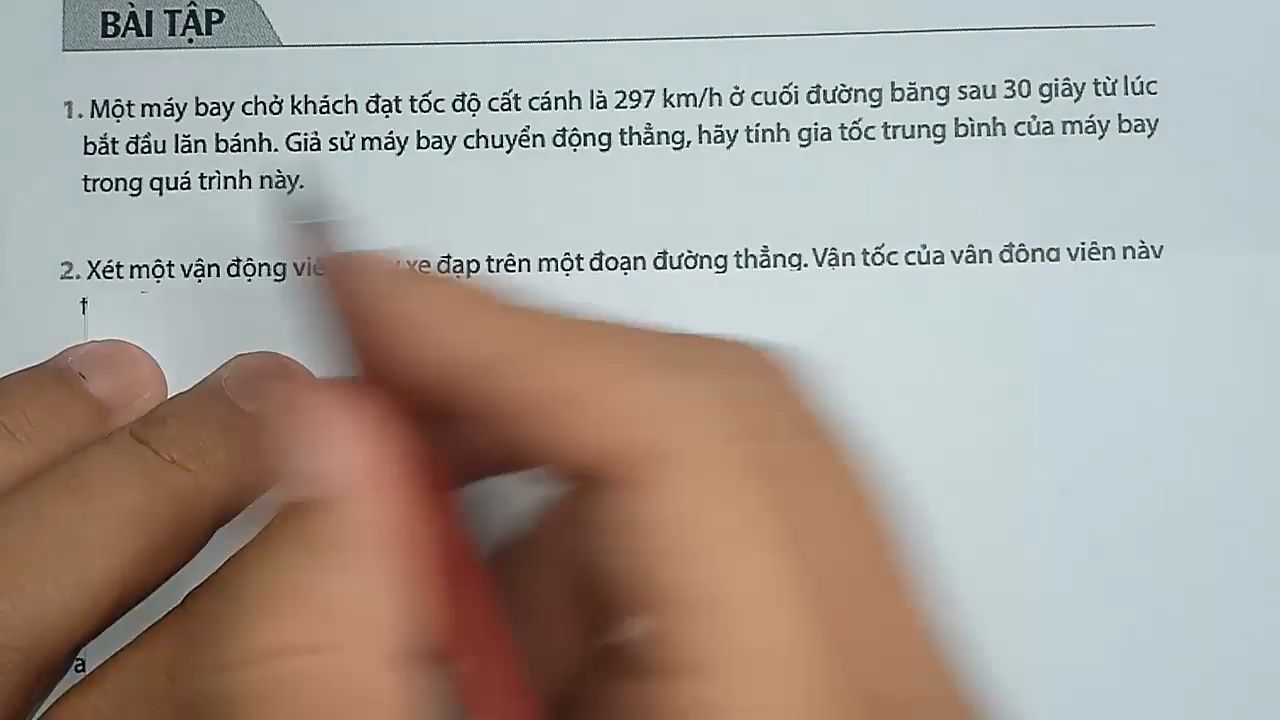 BÀI TẬP
1. Một máy bay chở khách đạt tốc độ cất cánh là 297 km/h ở cuối đường băng sau 30 giây từ lúc
bắt đầu lăn bánh. Giả sử máy bay chuyển động thẳng, hãy tính gia tốc trung bình của máy bay
trong quá trình này.
2. Xét một vận động xe đạp trên một đoạn đường thẳng. Vận tốc của vận động viên này
a